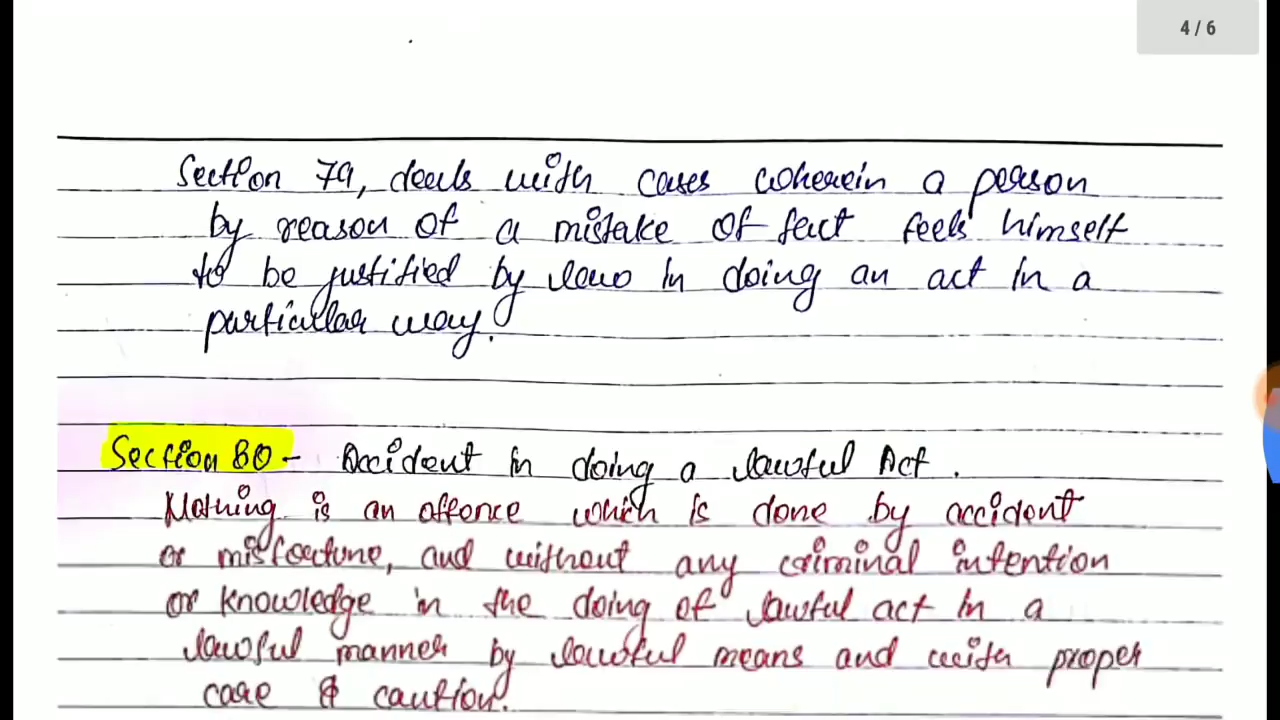 4 / 6
Section 79, deals with cases wherein a person
by reason of a mistake of fact feels himself
to be justified by law in doing an act in a
particular way.
Section 80 - Accident in doing a lawful Act.
Nothing is an offence which is done by accident
or misfortune, and without any criminal intention
or knowledge in the doing of lawful act in a
lawful manner by lawful means and with proper
care & caution.